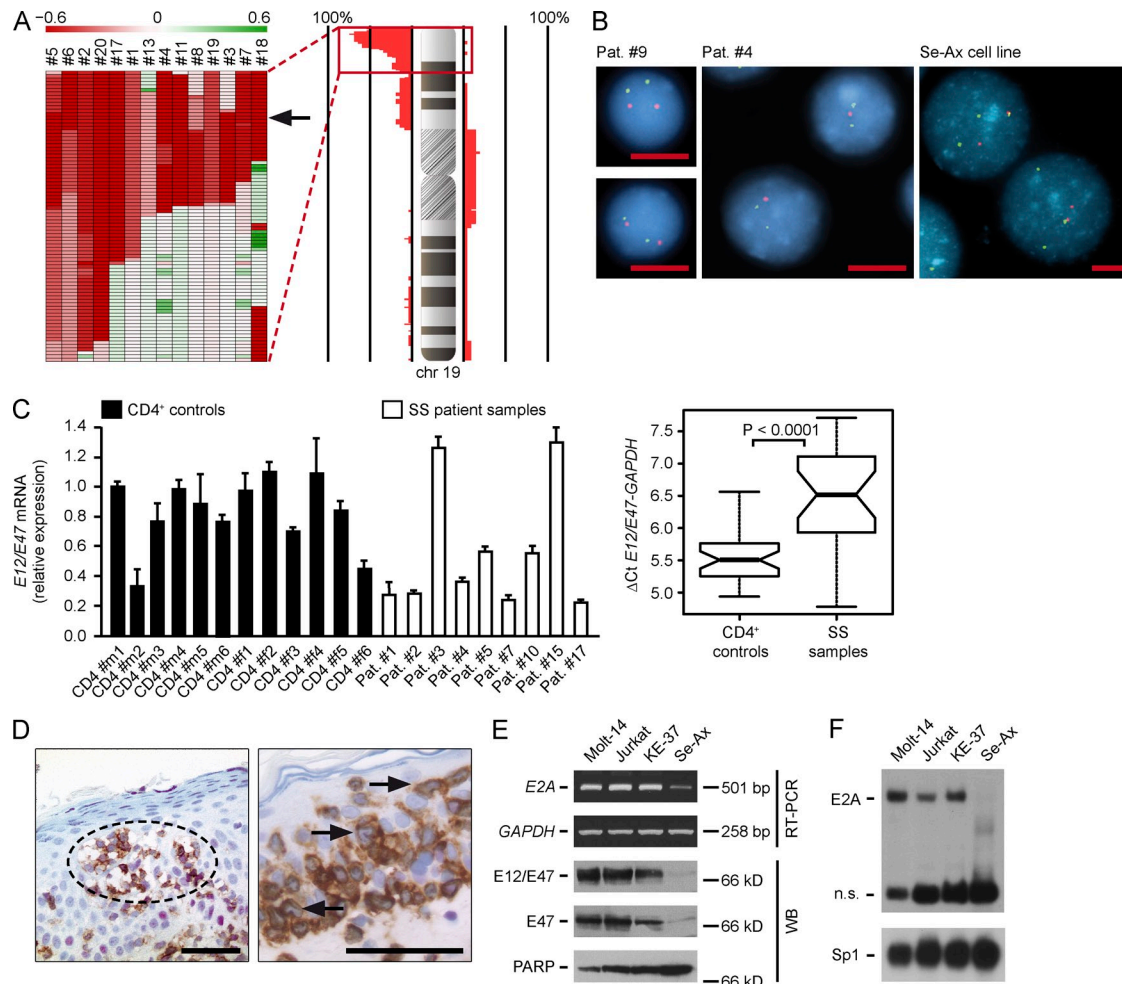 A
−0.6 0 0.6
#5 #6 #2 #20 #17 #1 #13 #4 #11 #8 #19 #3 #7 #18
100% 100%
chr 19
B
Pat. #9 Pat. #4 Se-Ax cell line
C
CD4⁺ controls SS patient samples
E12/E47 mRNA
(relative expression)
1.4
1.2
1.0
0.8
0.6
0.4
0.2
0.0
CD4 #m1
CD4 #m2
CD4 #m3
CD4 #m4
CD4 #m5
CD4 #m6
CD4 #f1
CD4 #f2
CD4 #f3
CD4 #f4
CD4 #f5
CD4 #f6
Pat. #1
Pat. #2
Pat. #3
Pat. #4
Pat. #5
Pat. #7
Pat. #10
Pat. #15
Pat. #17
ΔCt E12/E47-GAPDH
7.5
7.0
6.5
6.0
5.5
5.0
P < 0.0001
CD4⁺
controls
SS
samples
D
E
Molt-14
Jurkat
KE-37
Se-Ax
E2A 501 bp
GAPDH 258 bp
RT-PCR
E12/E47 66 kD
E47 66 kD
PARP 66 kD
WB
F
Molt-14
Jurkat
KE-37
Se-Ax
E2A
n.s.
Sp1